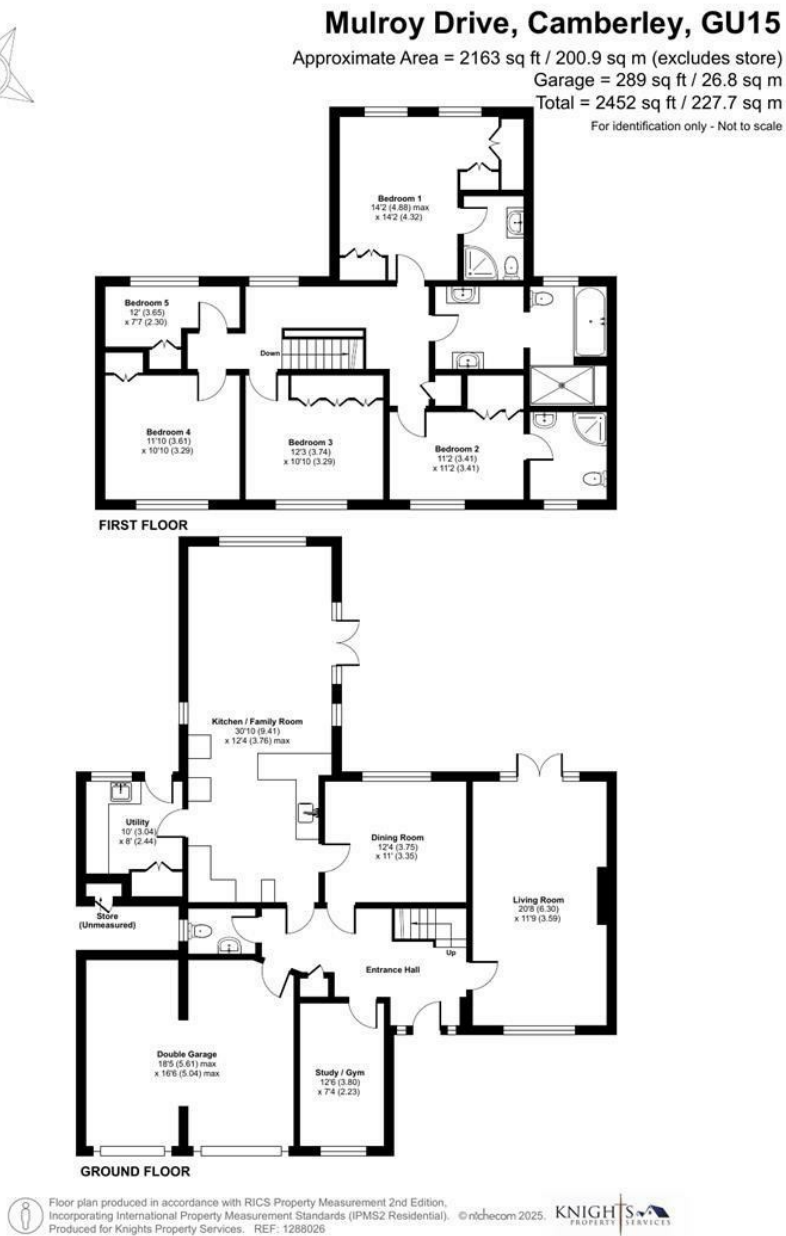 Mulroy Drive, Camberley, GU15
Approximate Area = 2163 sq ft / 200.9 sq m (excludes store)
Garage = 289 sq ft / 26.8 sq m
Total = 2452 sq ft / 227.7 sq m
For identification only - Not to scale
Bedroom 1
14'2 (4.88) max
x 14'2 (4.32)
Bedroom 5
12' (3.65)
x 7'7 (2.30)
Down
Bedroom 4
11'10 (3.61)
x 10'10 (3.29)
Bedroom 3
12'3 (3.74)
x 10'10 (3.29)
Bedroom 2
11'2 (3.41)
x 11'2 (3.41)
FIRST FLOOR
Kitchen / Family Room
30'10 (9.41)
x 12'4 (3.76) max
Utility
10' (3.04)
x 8' (2.44)
Dining Room
12'4 (3.75)
x 11' (3.35)
Living Room
20'8 (6.30)
x 11'9 (3.59)
Store
(Unmeasured)
Up
Entrance Hall
Double Garage
18'5 (5.61) max
x 16'6 (5.04) max
Study / Gym
12'6 (3.80)
x 7'4 (2.23)
GROUND FLOOR
Floor plan produced in accordance with RICS Property Measurement 2nd Edition,
Incorporating International Property Measurement Standards (IPMS2 Residential). © nichecom 2025.
Produced for Knights Property Services. REF: 1288026
KNIGHTS
PROPERTY SERVICES